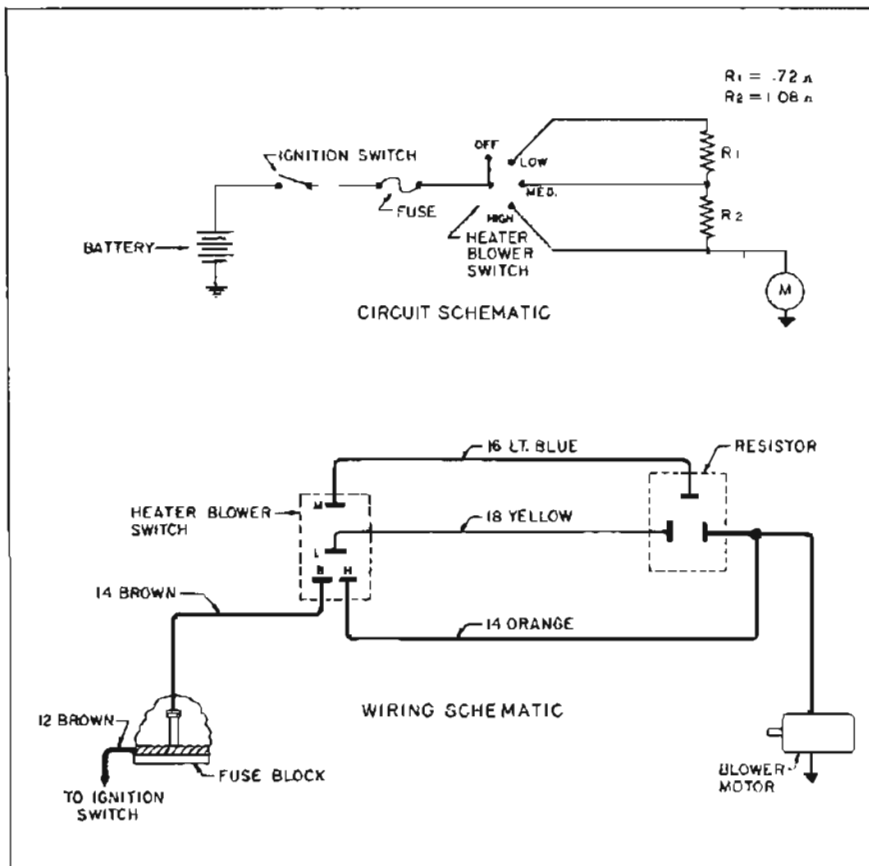 R1 = .72 Ω
R2 = 1.08 Ω
IGNITION SWITCH
OFF
LOW
R1
MED.
FUSE
HIGH
R2
BATTERY
HEATER
BLOWER
SWITCH
M
CIRCUIT SCHEMATIC
16 LT. BLUE
RESISTOR
M
HEATER BLOWER
SWITCH
18 YELLOW
L
B H
14 BROWN
14 ORANGE
WIRING SCHEMATIC
12 BROWN
FUSE BLOCK
BLOWER
MOTOR
TO IGNITION
SWITCH